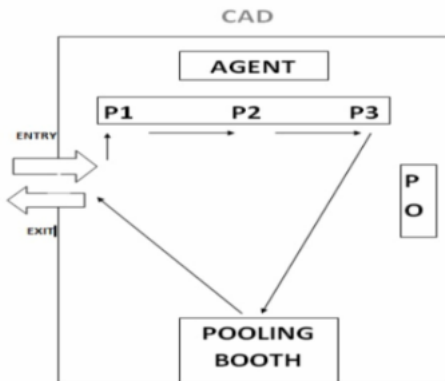 CAD
AGENT
P1 P2 P3
ENTRY
P
O
EXIT
POOLING
BOOTH